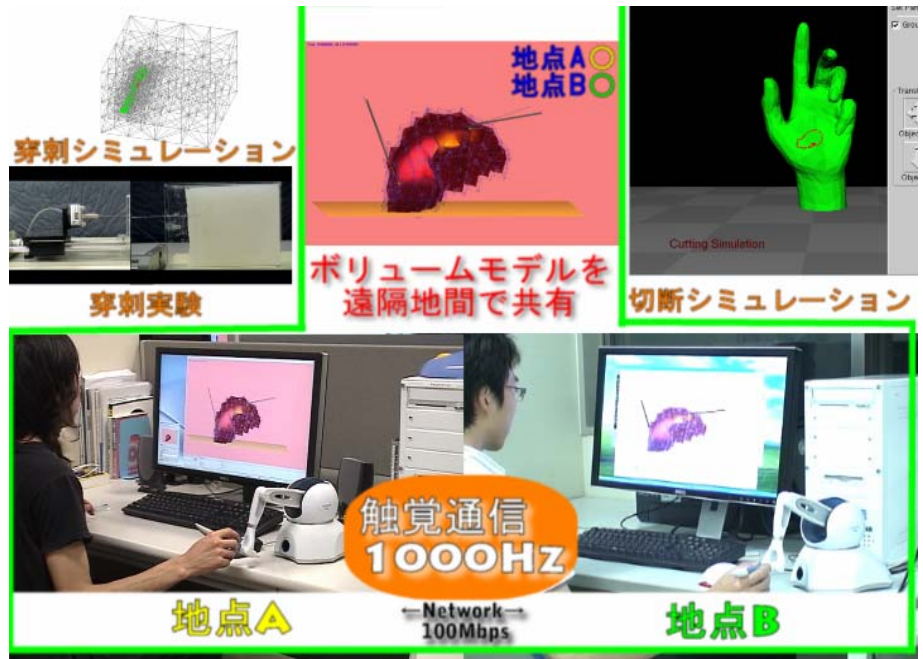 穿刺シミュレーション
穿刺実験
地点A
地点B
ボリュームモデルを
遠隔地間で共有
Cutting Simulation
切断シミュレーション
触覚通信
1000Hz
地点A
←Network→
100Mbps
地点B